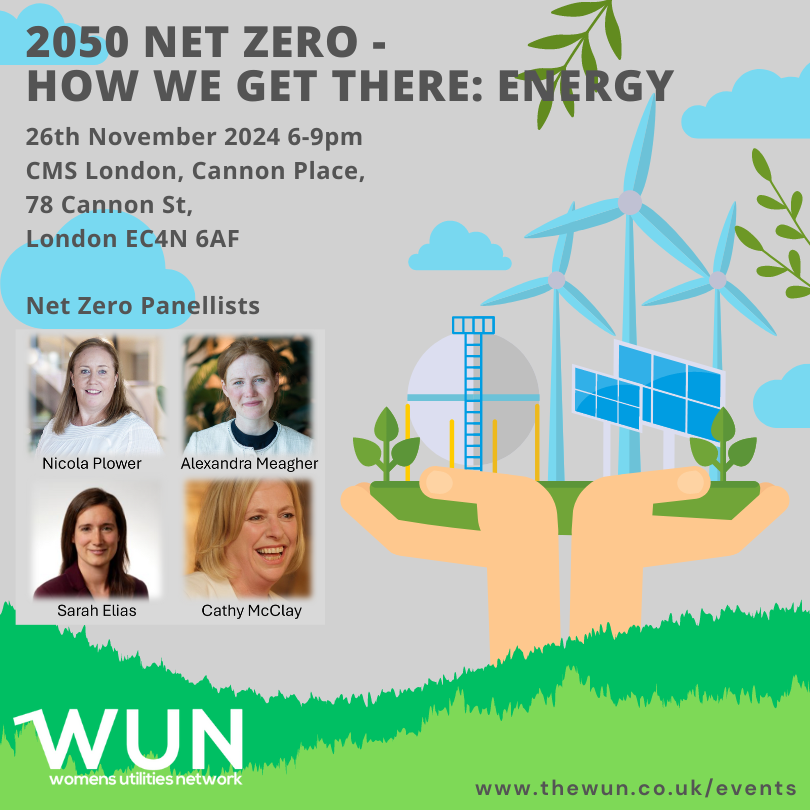 2050 NET ZERO -
HOW WE GET THERE: ENERGY
26th November 2024 6-9pm
CMS London, Cannon Place,
78 Cannon St,
London EC4N 6AF
Net Zero Panellists
Nicola Plower
Alexandra Meagher
Sarah Elias
Cathy McClay
WUN
womens utilities network
www.thewun.co.uk/events